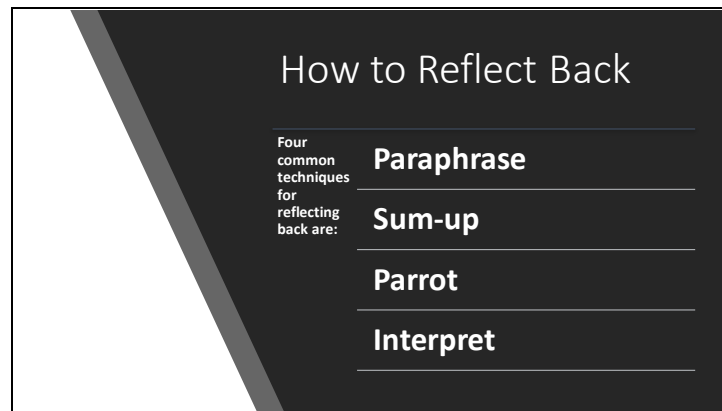 How to Reflect Back
Four
common
techniques
for
reflecting
back are:
Paraphrase
Sum-up
Parrot
Interpret